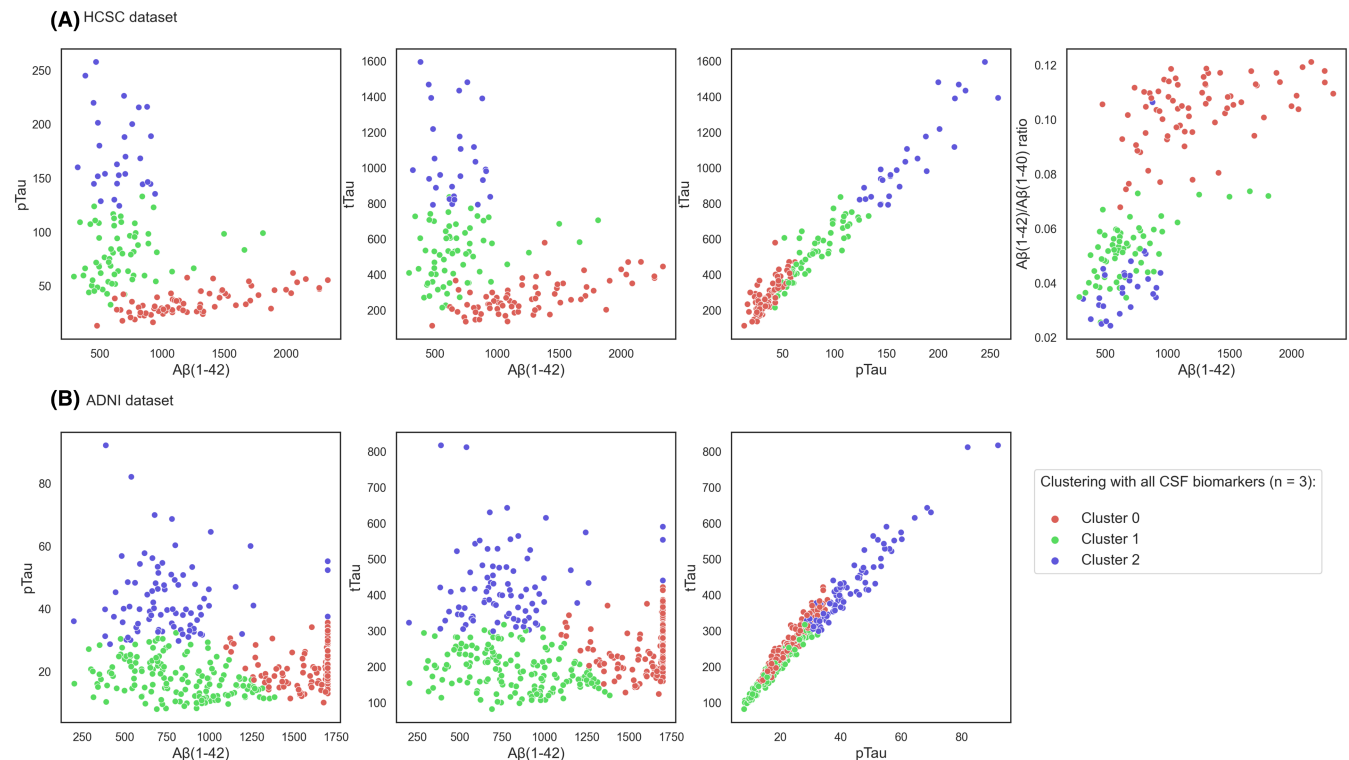 (A) HCSC dataset
pTau
250
200
150
100
50
500 1000 1500 2000
Aβ(1-42)
tTau
1600
1400
1200
1000
800
600
400
200
500 1000 1500 2000
Aβ(1-42)
tTau
1600
1400
1200
1000
800
600
400
200
50 100 150 200 250
pTau
Aβ(1-42)/Aβ(1-40) ratio
0.12
0.10
0.08
0.06
0.04
0.02
500 1000 1500 2000
Aβ(1-42)
(B) ADNI dataset
pTau
80
60
40
20
250 500 750 1000 1250 1500 1750
Aβ(1-42)
tTau
800
700
600
500
400
300
200
100
250 500 750 1000 1250 1500 1750
Aβ(1-42)
tTau
800
700
600
500
400
300
200
100
20 40 60 80
pTau
Clustering with all CSF biomarkers (n = 3):
Cluster 0
Cluster 1
Cluster 2